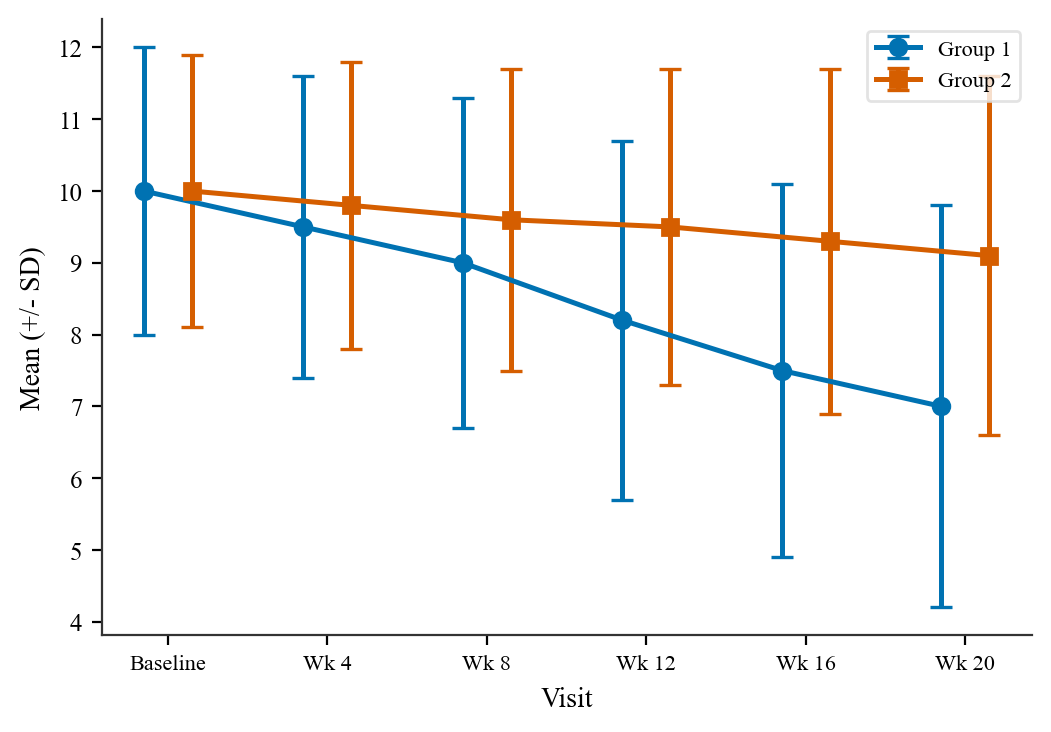 Group 1
Group 2
Mean (+/- SD)
12
11
10
9
8
7
6
5
4
Baseline
Wk 4
Wk 8
Wk 12
Wk 16
Wk 20
Visit